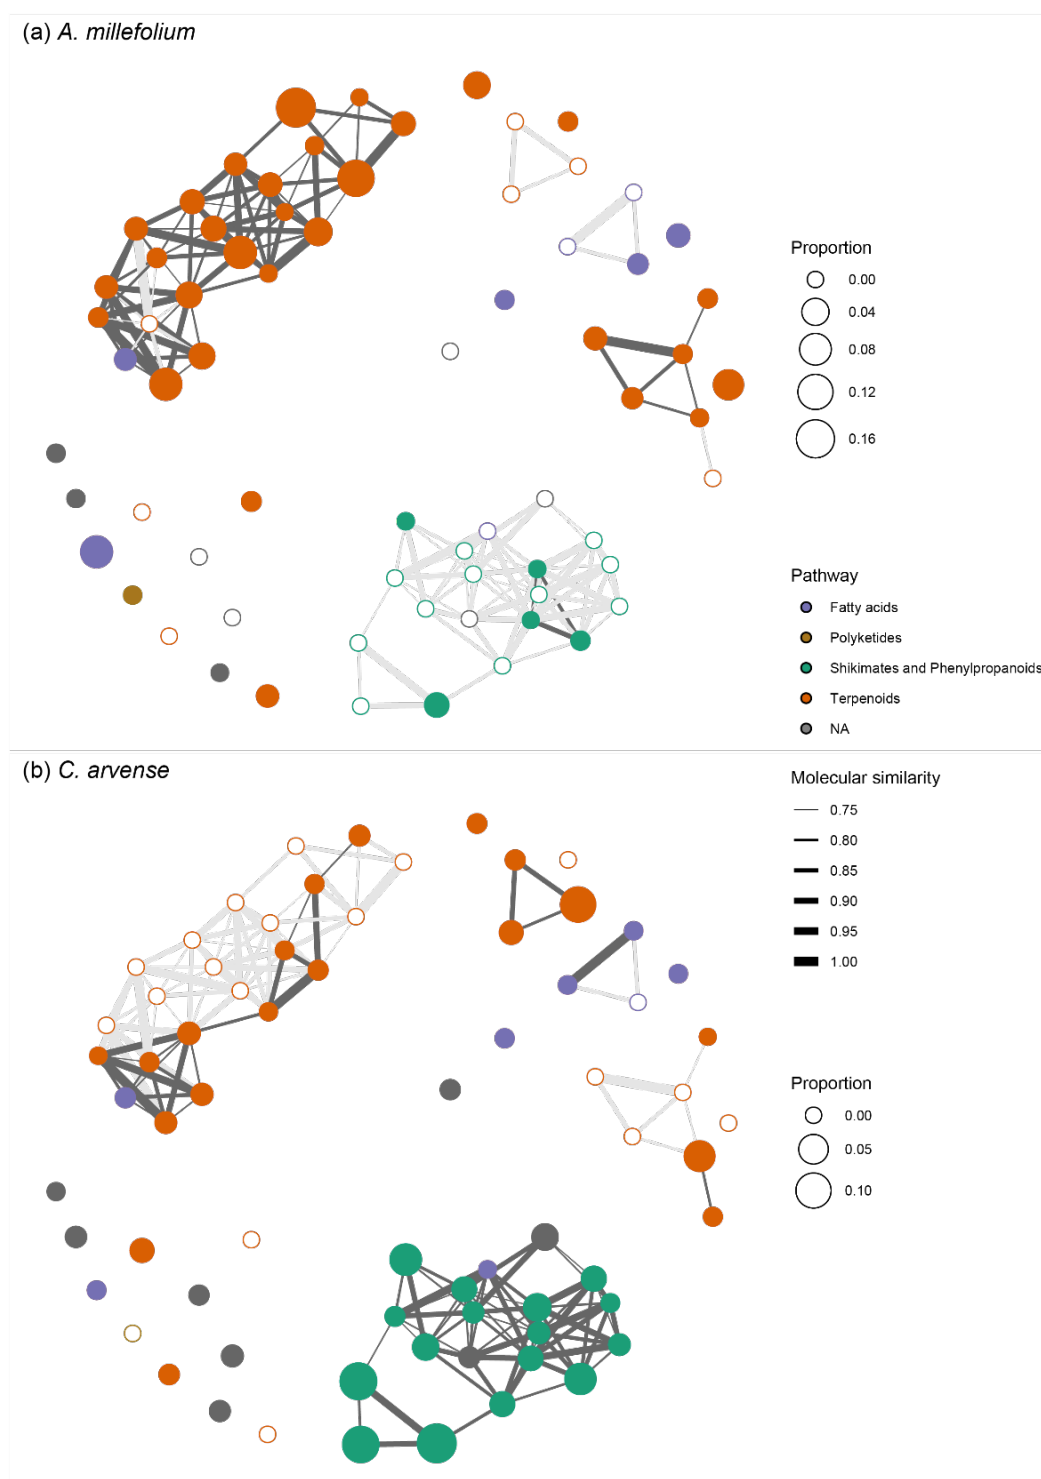 (a) A. millefolium
Proportion
0.00
0.04
0.08
0.12
0.16
Pathway
Fatty acids
Polyketides
Shikimates and Phenylpropanoids
Terpenoids
NA
(b) C. arvense
Molecular similarity
0.75
0.80
0.85
0.90
0.95
1.00
Proportion
0.00
0.05
0.10